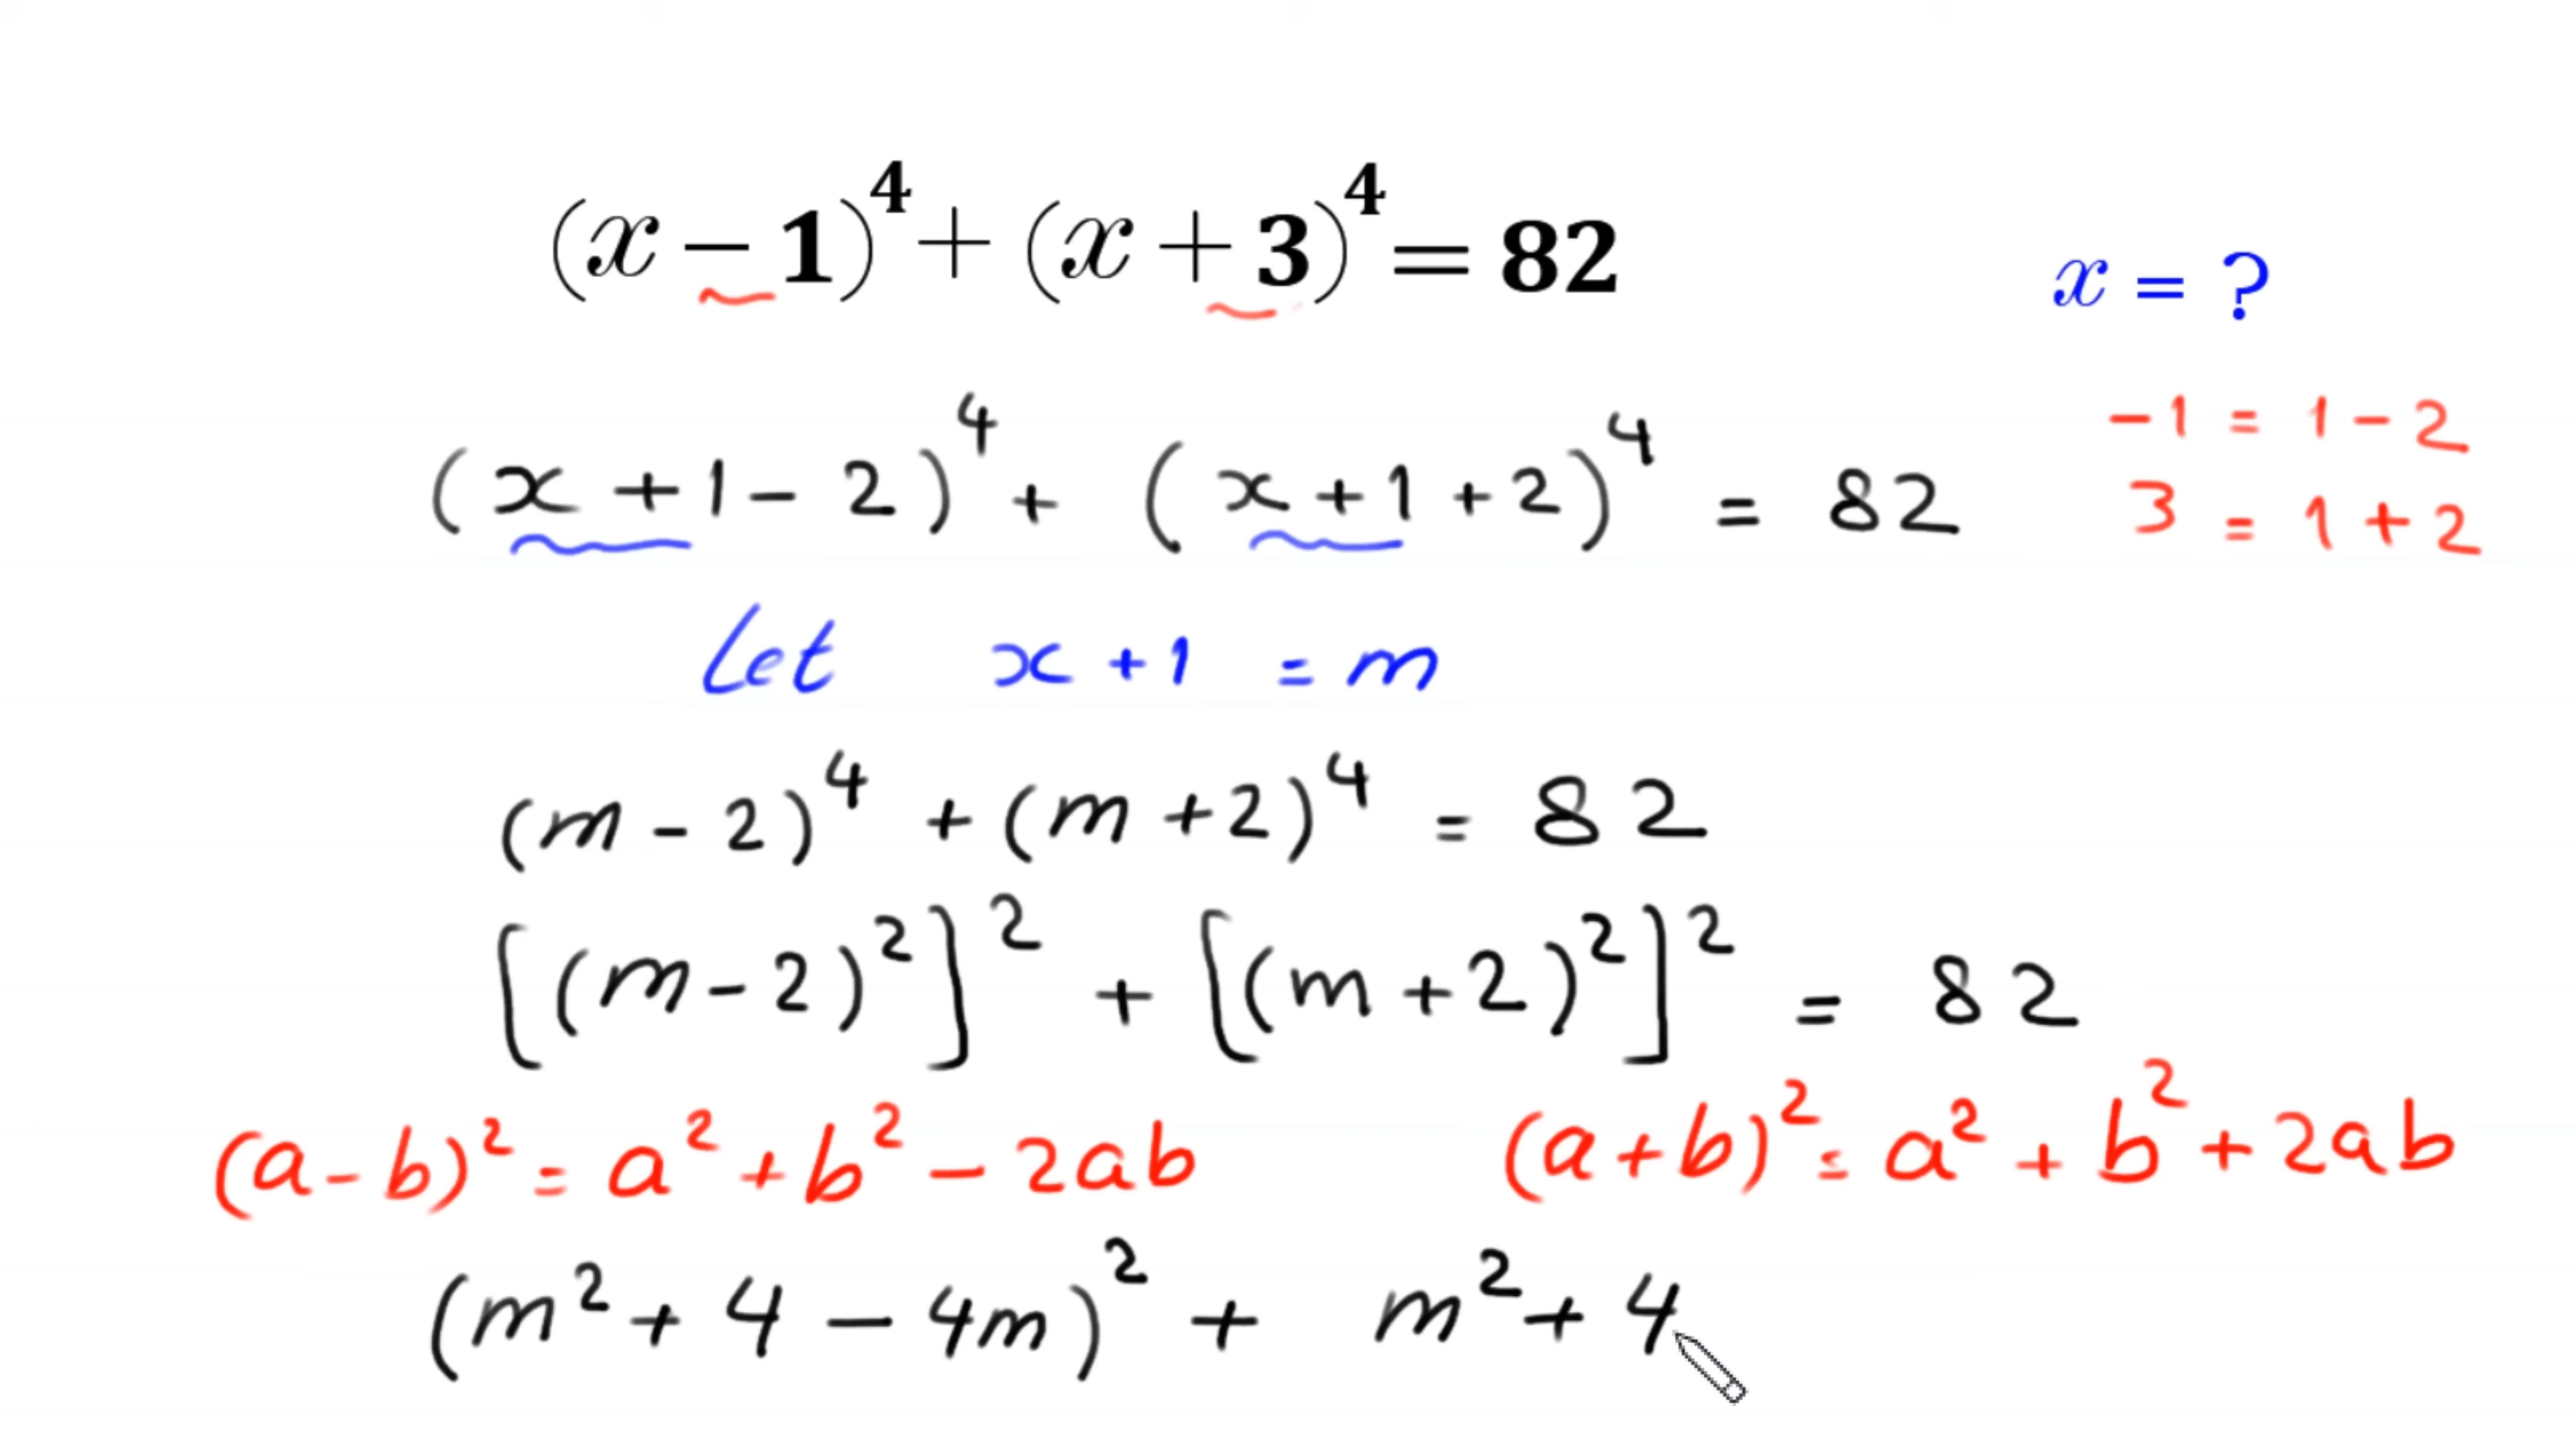 (x − 1)⁴ + (x + 3)⁴ = 82
x = ?
(x + 1 − 2)⁴ + (x + 1 + 2)⁴ = 82
−1 = 1 − 2
3 = 1 + 2
Let x + 1 = m
(m − 2)⁴ + (m + 2)⁴ = 82
[(m − 2)²]² + [(m + 2)²]² = 82
(a − b)² = a² + b² − 2ab
(a + b)² = a² + b² + 2ab
(m² + 4 − 4m)² + m² + 4